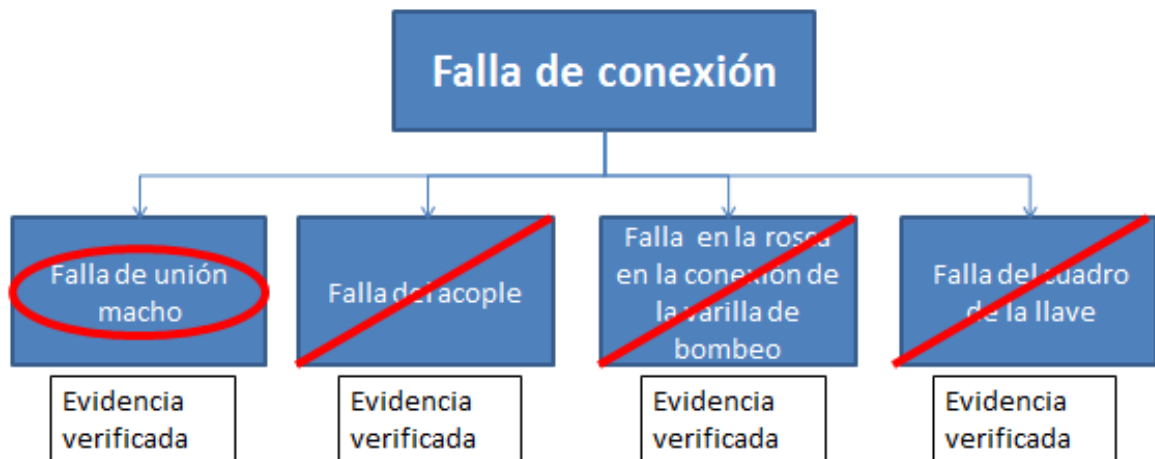 Falla de conexión
Falla de unión
macho
Falla del acople
Falla en la rosca
en la conexión de
la varilla de
bombeo
Falla del cuadro
de la llave
Evidencia
verificada
Evidencia
verificada
Evidencia
verificada
Evidencia
verificada